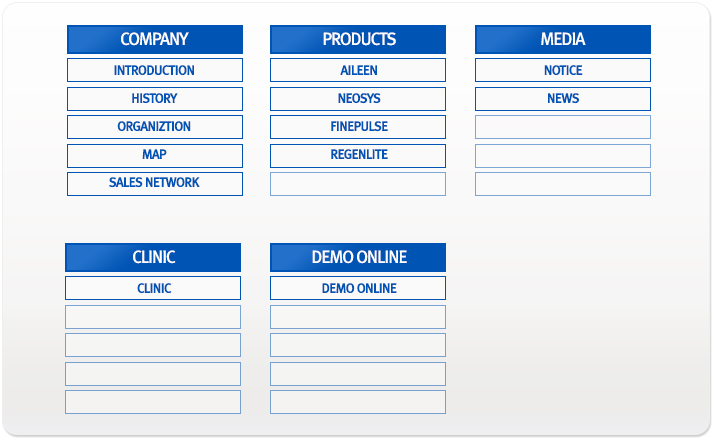 COMPANY
INTRODUCTION
HISTORY
ORGANIZTION
MAP
SALES NETWORK
PRODUCTS
AILEEN
NEOSYS
FINEPULSE
REGENLITE
MEDIA
NOTICE
NEWS
CLINIC
CLINIC
DEMO ONLINE
DEMO ONLINE